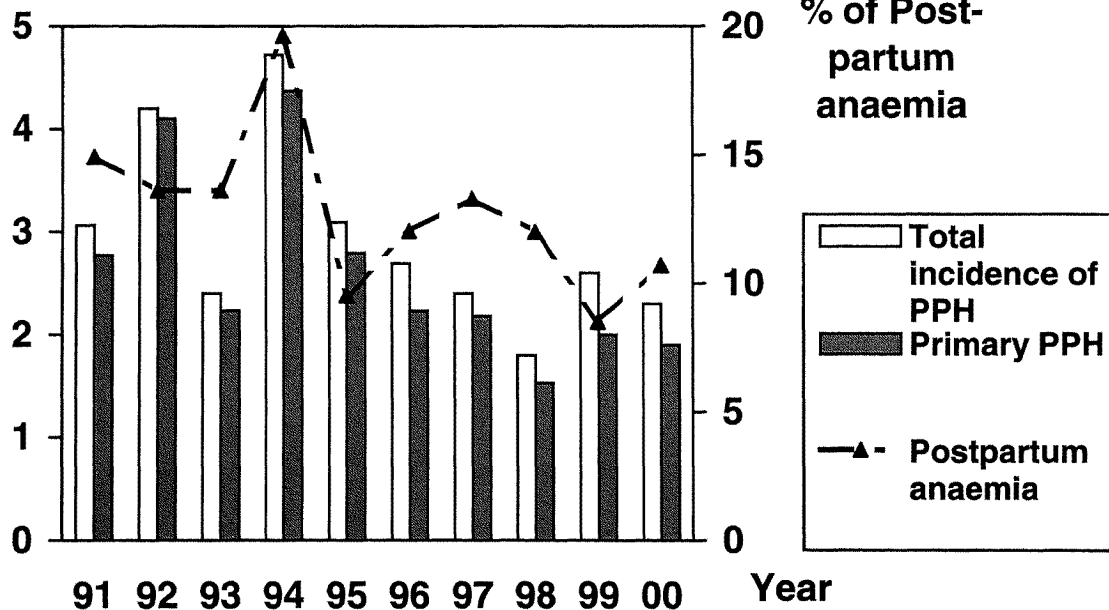 % of Post-
partum
anaemia
5
4
3
2
1
0
20
15
10
5
0
Total
incidence of
PPH
Primary PPH
Postpartum
anaemia
91 92 93 94 95 96 97 98 99 00 Year